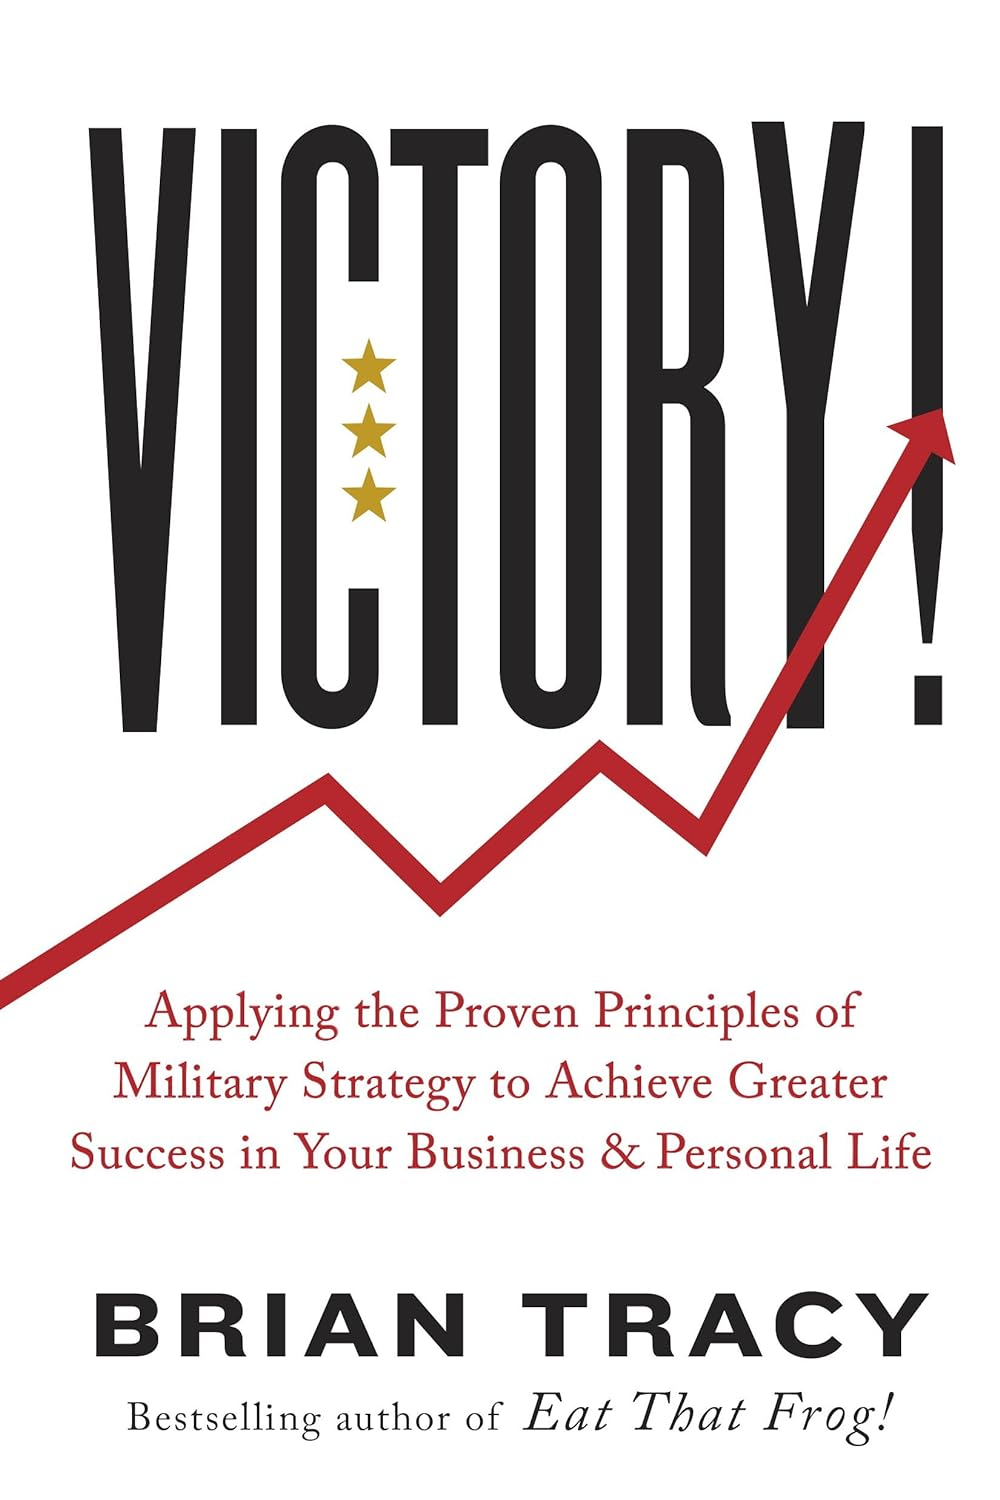 VICTORY!
Applying the Proven Principles of
Military Strategy to Achieve Greater
Success in Your Business & Personal Life
BRIAN TRACY
Bestselling author of Eat That Frog!